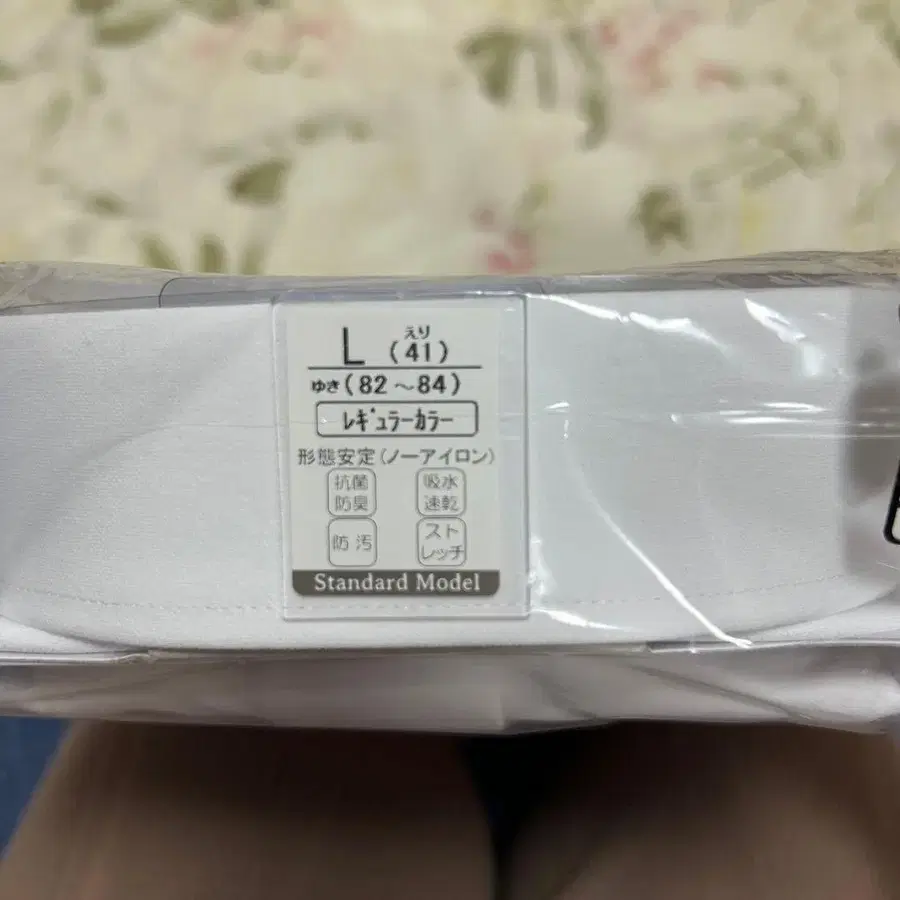 えり
L (41)
ゆき(82～84)
レギュラーカラー
形態安定(ノーアイロン)
抗菌
防臭
吸水
速乾
防汚
スト
レッチ
Standard Model